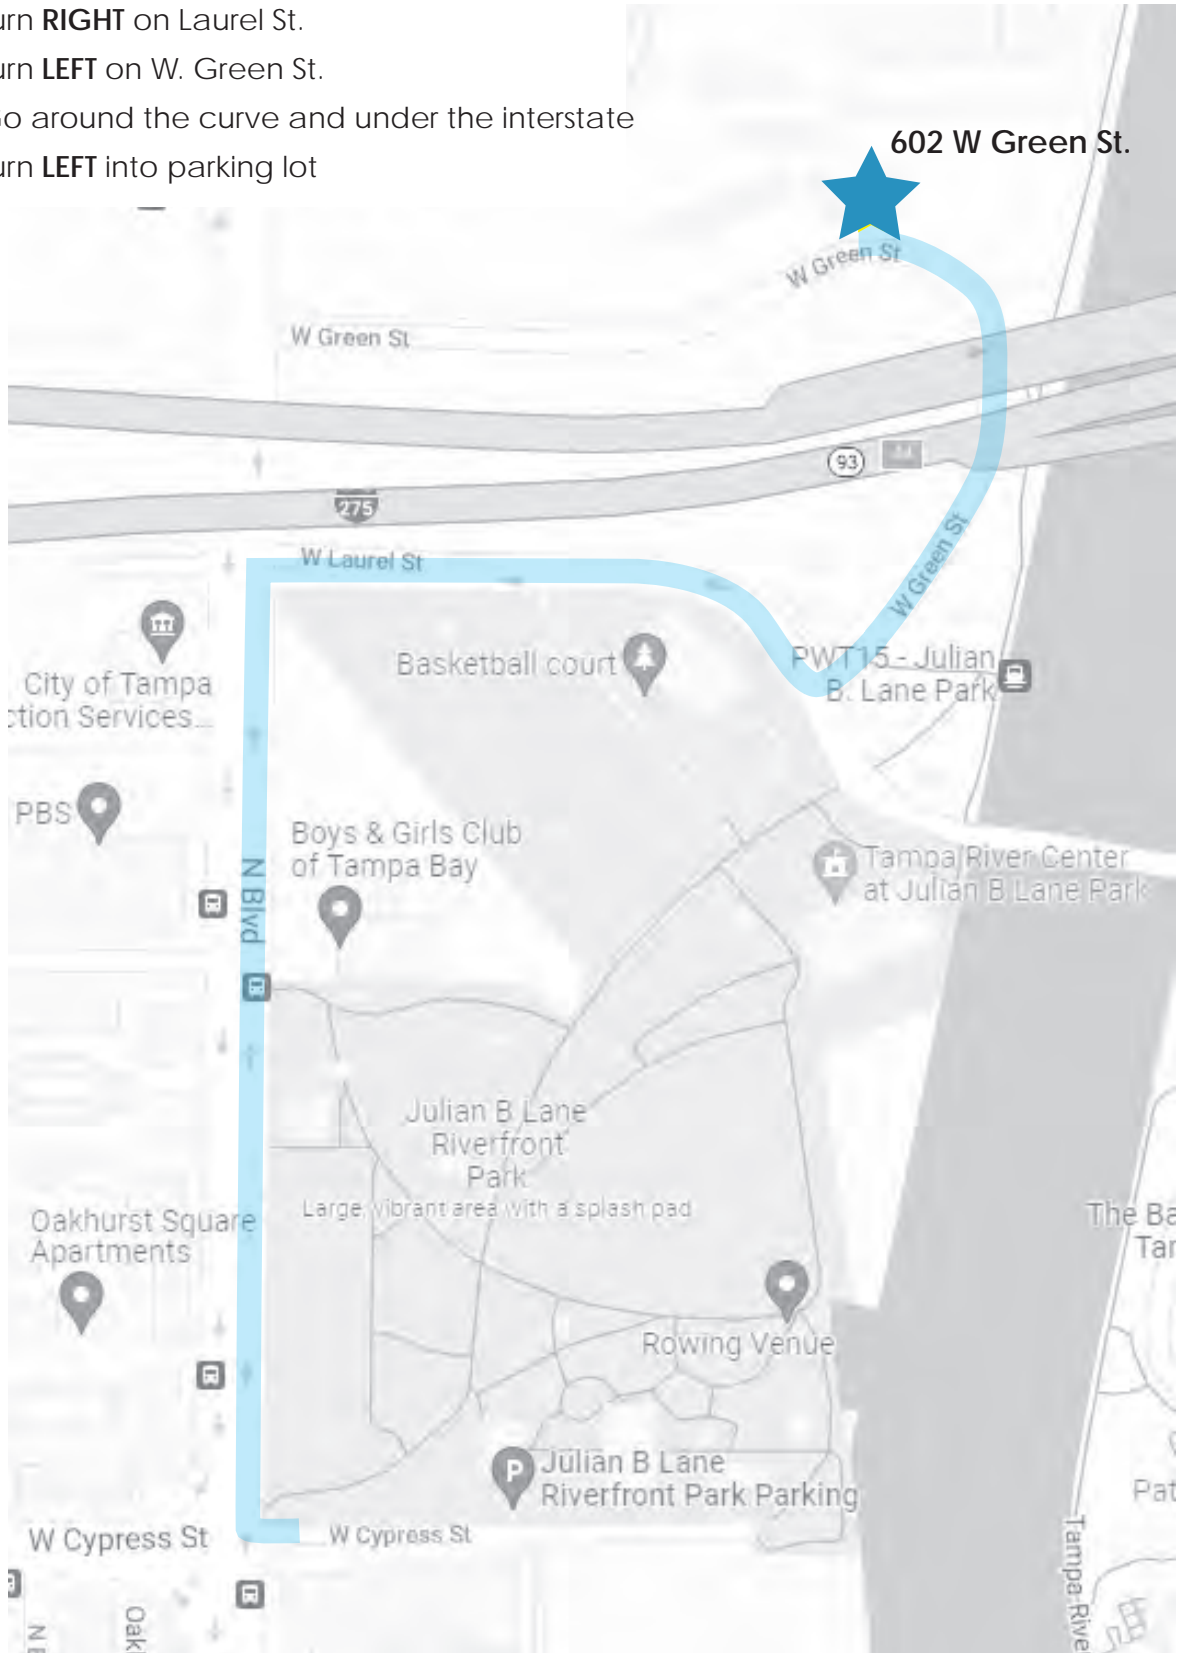 urn RIGHT on Laurel St.
urn LEFT on W. Green St.
Go around the curve and under the interstate
urn LEFT into parking lot
602 W Green St.
W Green St
W Green St
93
275
W Laurel St
W Green St
Basketball court
PWT15 - Julian
B. Lane Park
City of Tampa
ction Services...
PBS
Boys & Girls Club
of Tampa Bay
N Blvd
Tampa River Center
at Julian B Lane Park
Julian B Lane
Riverfront
Park
Large, vibrant area with a splash pad
Oakhurst Square
Apartments
The Ba
Tar
Rowing Venue
P
Julian B Lane
Riverfront Park Parking
Pat
W Cypress St
W Cypress St
Tampa Rive
Oakl
N